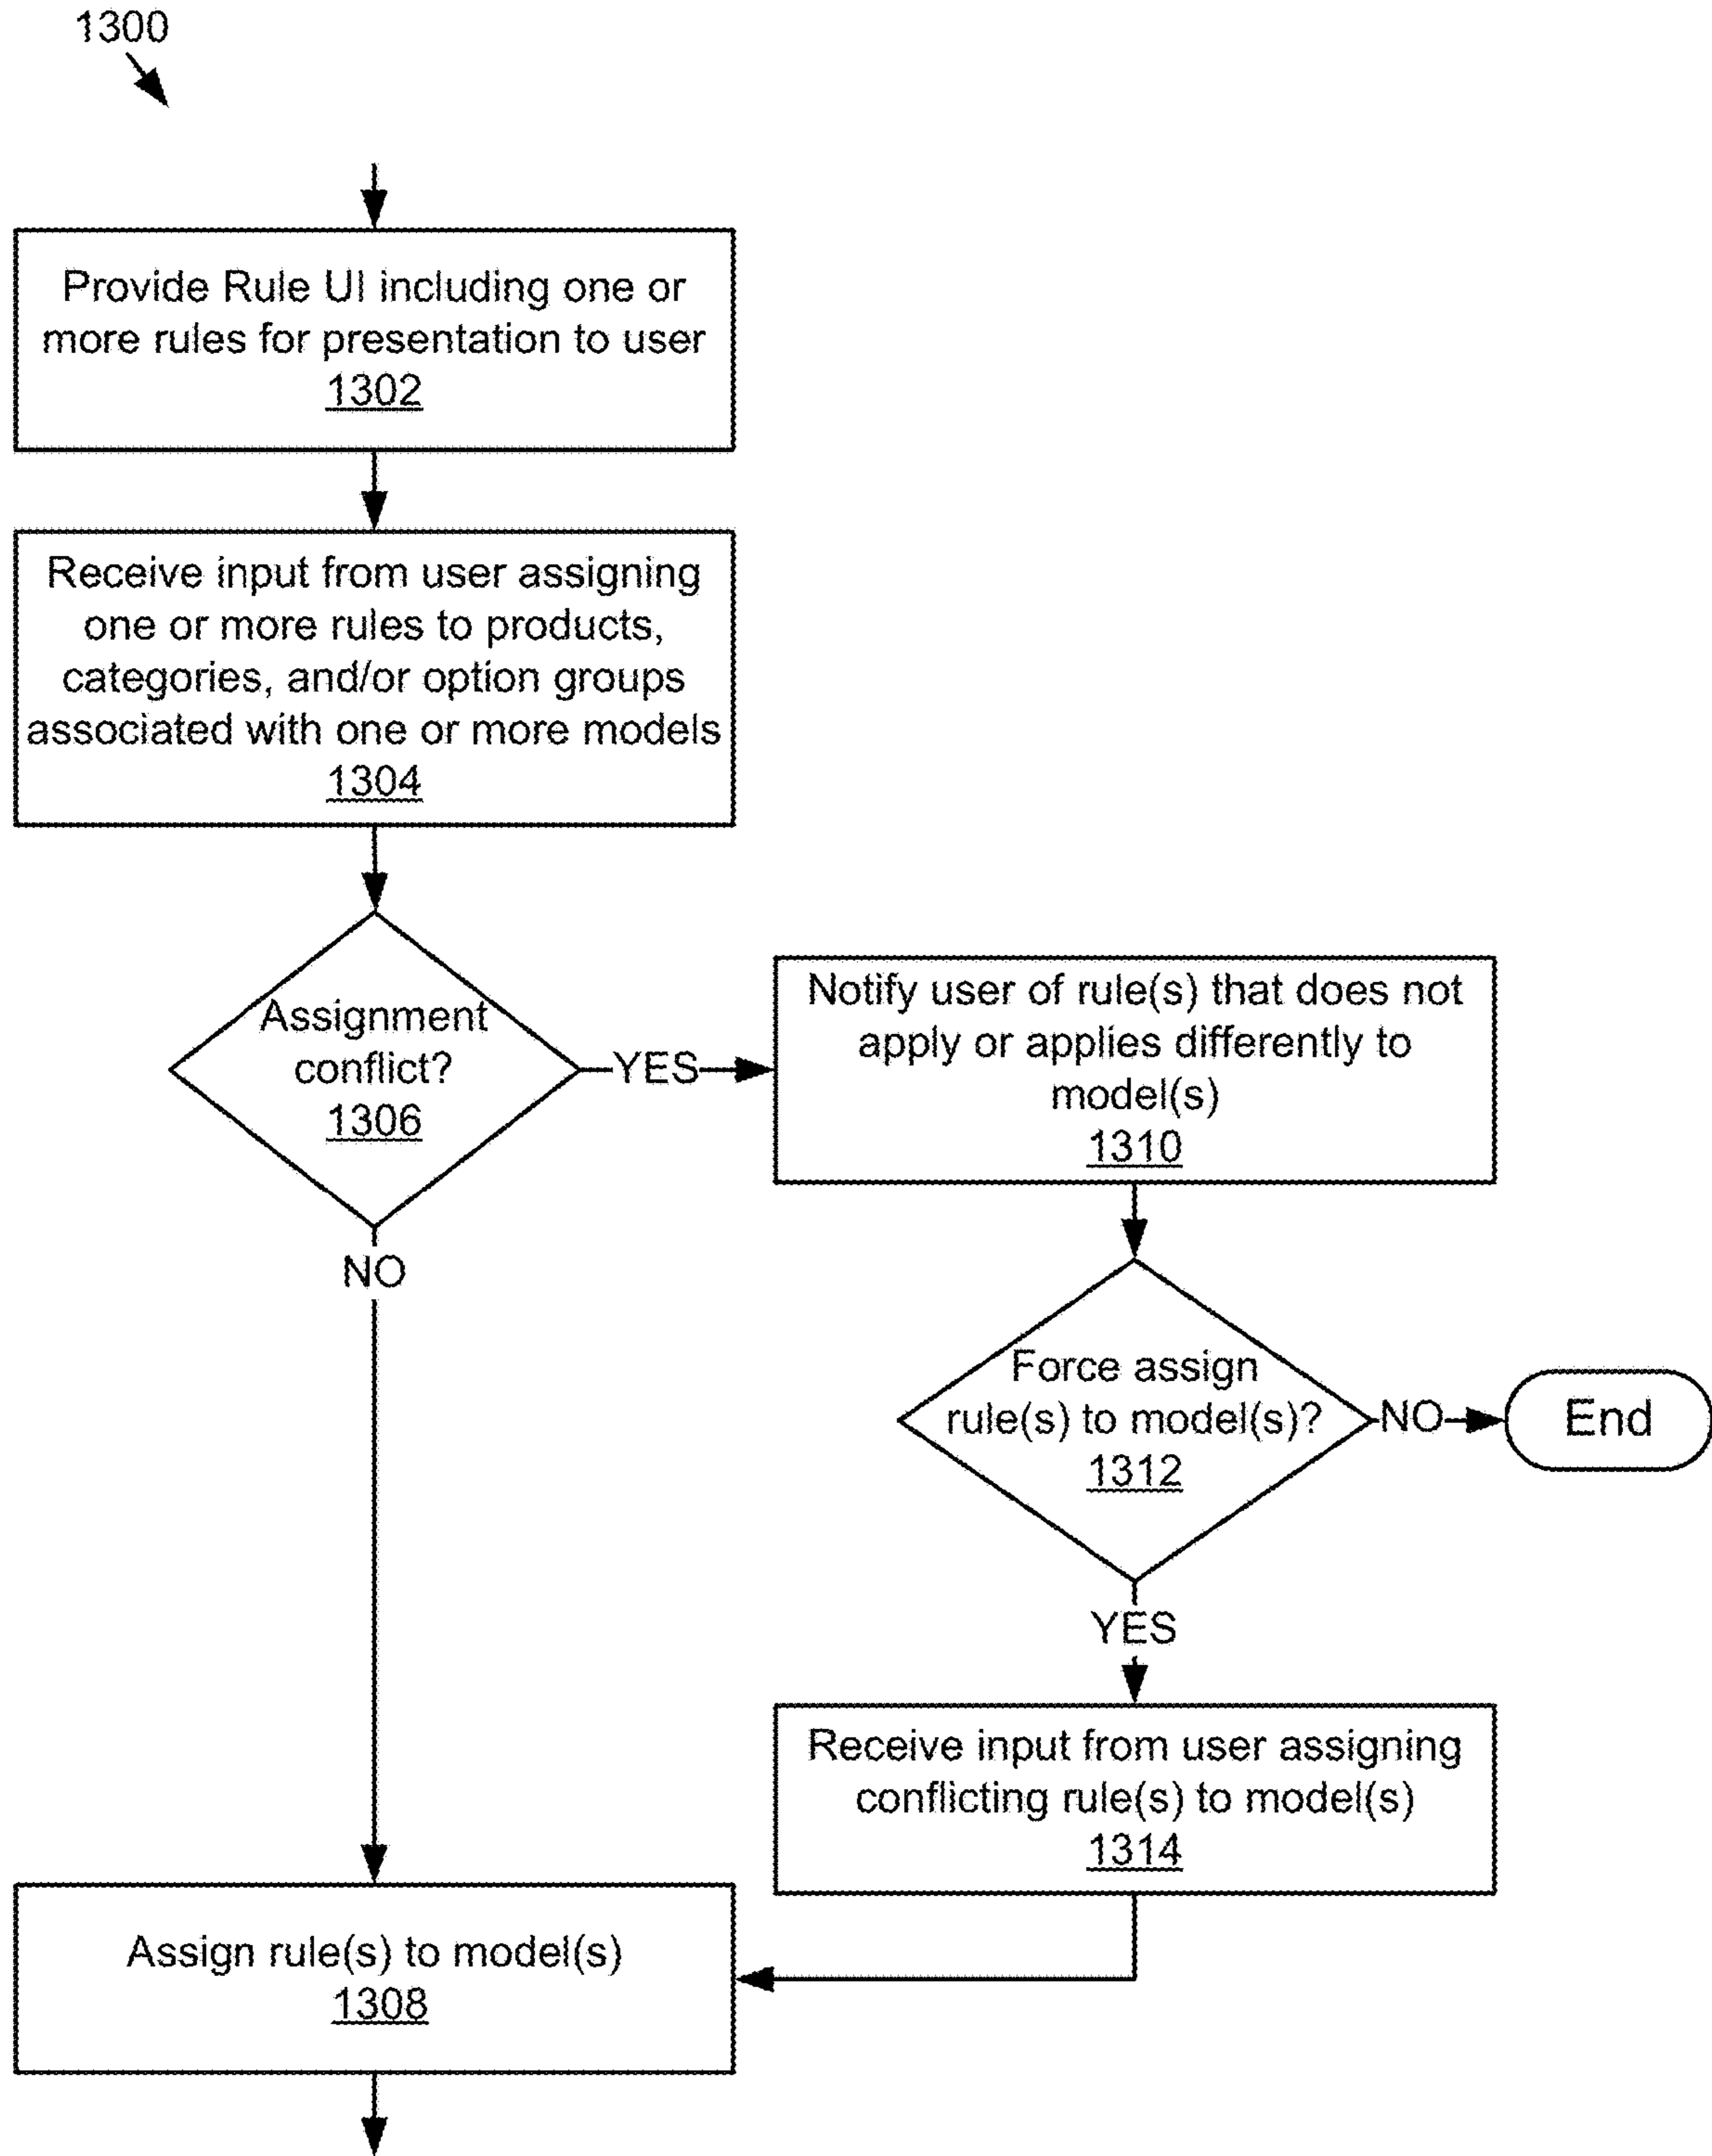 1300
Provide Rule UI including one or
more rules for presentation to user
1302
Receive input from user assigning
one or more rules to products,
categories, and/or option groups
associated with one or more models
1304
Assignment
conflict?
1306
YES
NO
Notify user of rule(s) that does not
apply or applies differently to
model(s)
1310
Force assign
rule(s) to model(s)?
1312
NO
End
YES
Receive input from user assigning
conflicting rule(s) to model(s)
1314
Assign rule(s) to model(s)
1308